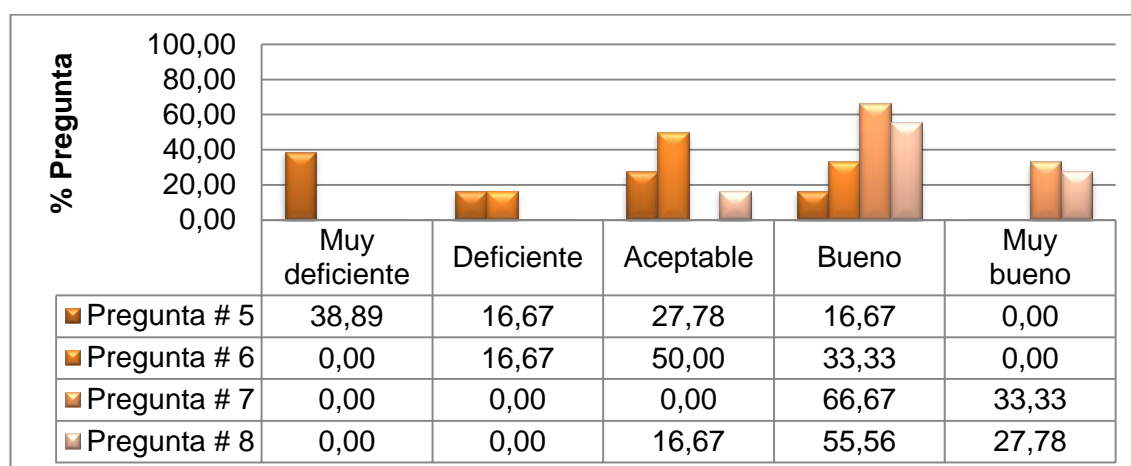 % Pregunta
100,00
80,00
60,00
40,00
20,00
0,00
Muy deficiente Deficiente Aceptable Bueno Muy bueno
Pregunta # 5 38,89 16,67 27,78 16,67 0,00
Pregunta # 6 0,00 16,67 50,00 33,33 0,00
Pregunta # 7 0,00 0,00 0,00 66,67 33,33
Pregunta # 8 0,00 0,00 16,67 55,56 27,78